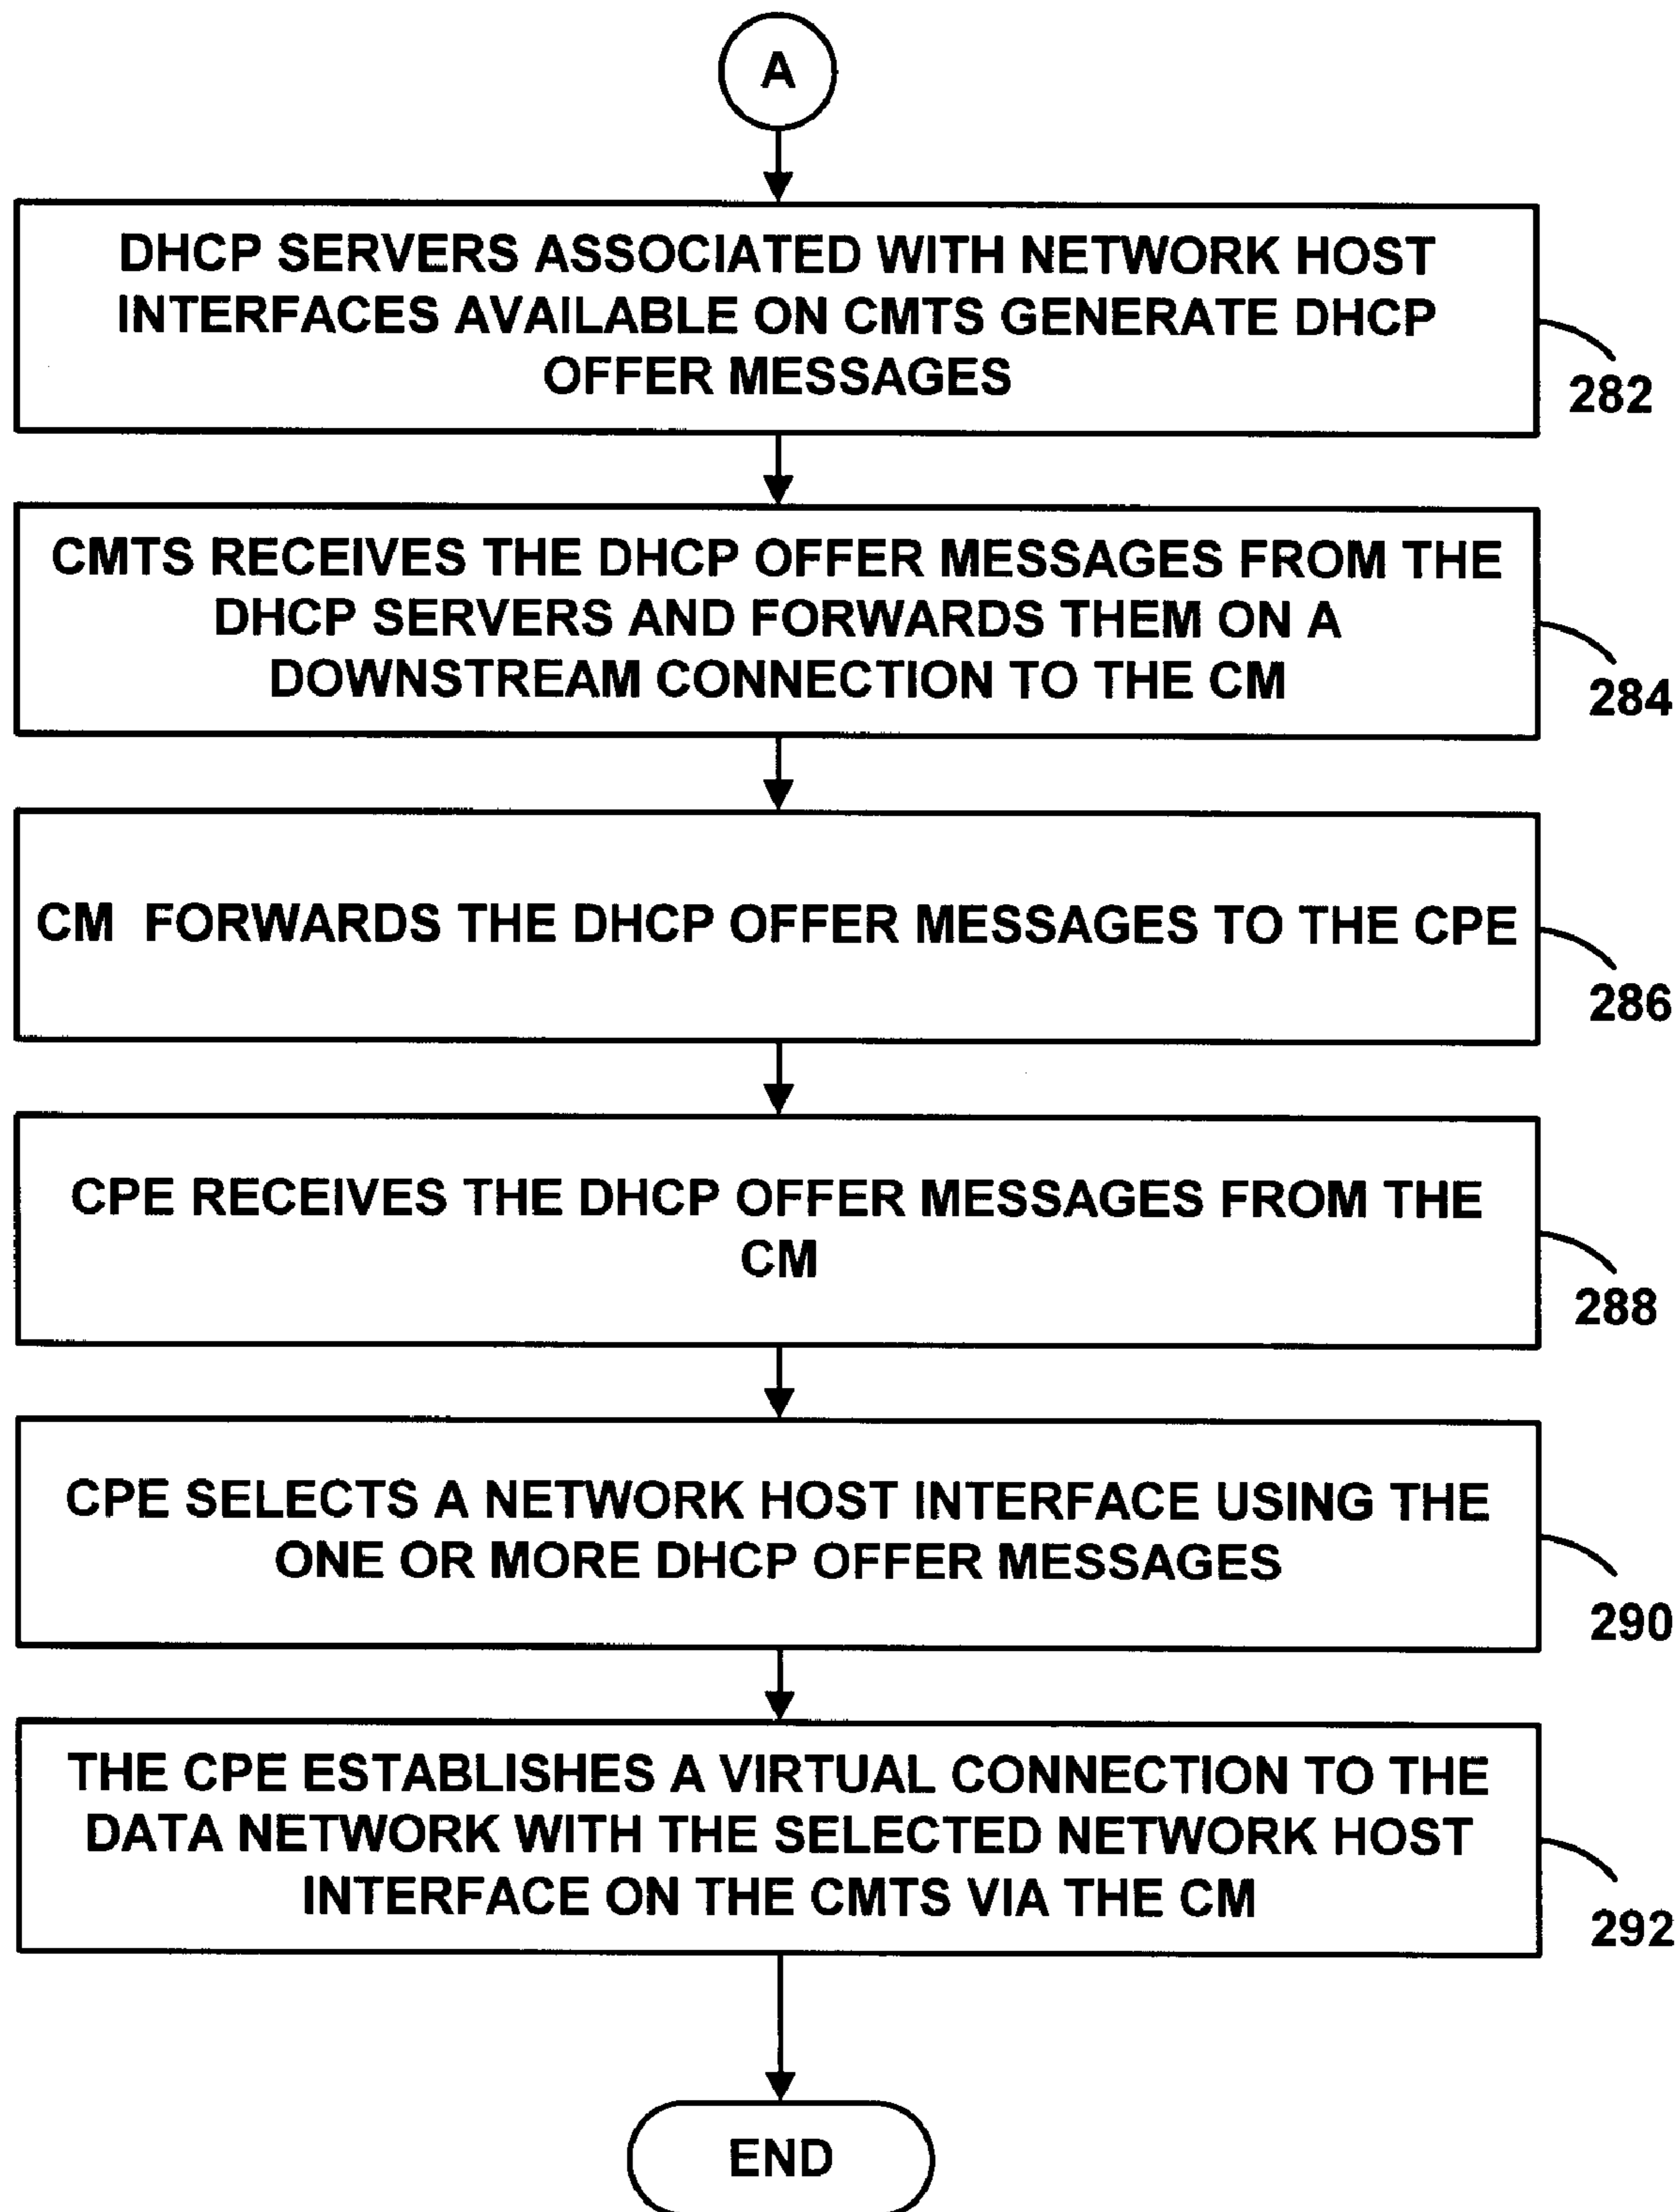 A
DHCP SERVERS ASSOCIATED WITH NETWORK HOST
INTERFACES AVAILABLE ON CMTS GENERATE DHCP
OFFER MESSAGES
282
CMTS RECEIVES THE DHCP OFFER MESSAGES FROM THE
DHCP SERVERS AND FORWARDS THEM ON A
DOWNSTREAM CONNECTION TO THE CM
284
CM FORWARDS THE DHCP OFFER MESSAGES TO THE CPE
286
CPE RECEIVES THE DHCP OFFER MESSAGES FROM THE
CM
288
CPE SELECTS A NETWORK HOST INTERFACE USING THE
ONE OR MORE DHCP OFFER MESSAGES
290
THE CPE ESTABLISHES A VIRTUAL CONNECTION TO THE
DATA NETWORK WITH THE SELECTED NETWORK HOST
INTERFACE ON THE CMTS VIA THE CM
292
END